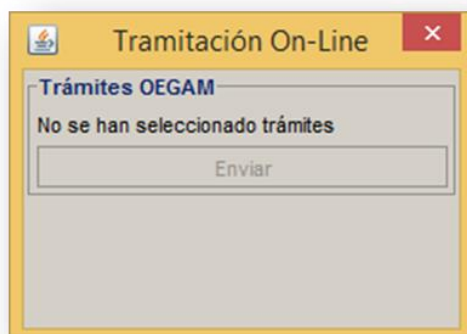 Tramitación On-Line
Trámites OEGAM
No se han seleccionado trámites
Enviar